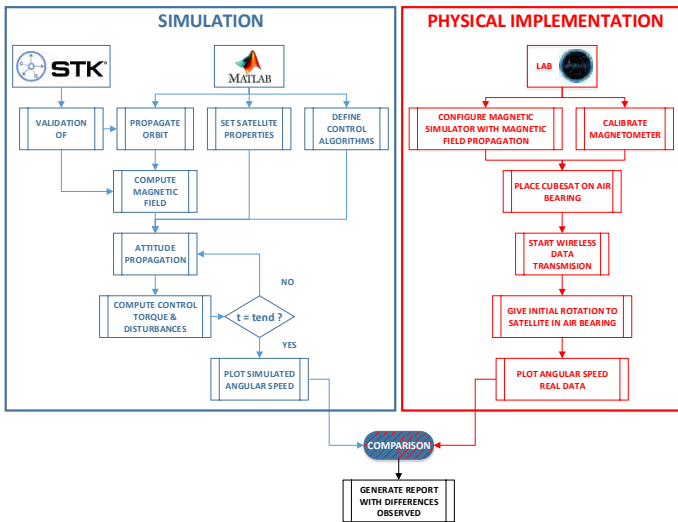 SIMULATION
PHYSICAL IMPLEMENTATION
STK
MATLAB
LAB
VALIDATION
OF
PROPAGATE
ORBIT
SET SATELLITE
PROPERTIES
DEFINE
CONTROL
ALGORITHMS
CONFIGURE MAGNETIC
SIMULATOR WITH MAGNETIC
FIELD PROPAGATION
CALIBRATE
MAGNETOMETER
COMPUTE
MAGNETIC
FIELD
PLACE CUBESAT ON AIR
BEARING
ATTITUDE
PROPAGATION
START WIRELESS
DATA
TRANSMISION
NO
COMPUTE CONTROL
TORQUE &
DISTURBANCES
t = tend ?
GIVE INITIAL ROTATION TO
SATELLITE IN AIR BEARING
YES
PLOT SIMULATED
ANGULAR SPEED
PLOT ANGULAR SPEED
REAL DATA
COMPARISON
GENERATE REPORT
WITH DIFFERENCES
OBSERVED